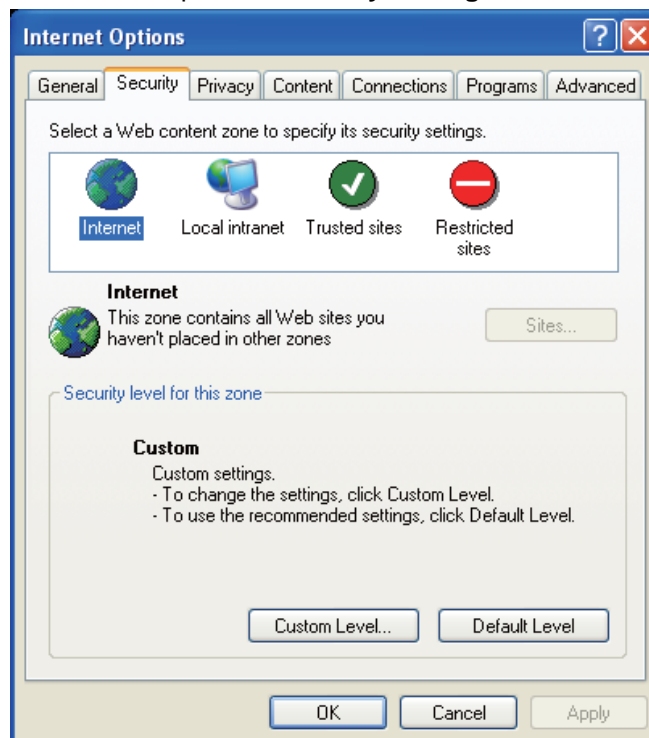 Internet Options
General Security Privacy Content Connections Programs Advanced
Select a Web content zone to specify its security settings.
Internet Local intranet Trusted sites Restricted
sites
Internet
This zone contains all Web sites you
haven't placed in other zones
Sites...
Security level for this zone
Custom
Custom settings.
- To change the settings, click Custom Level.
- To use the recommended settings, click Default Level.
Custom Level... Default Level
OK Cancel Apply